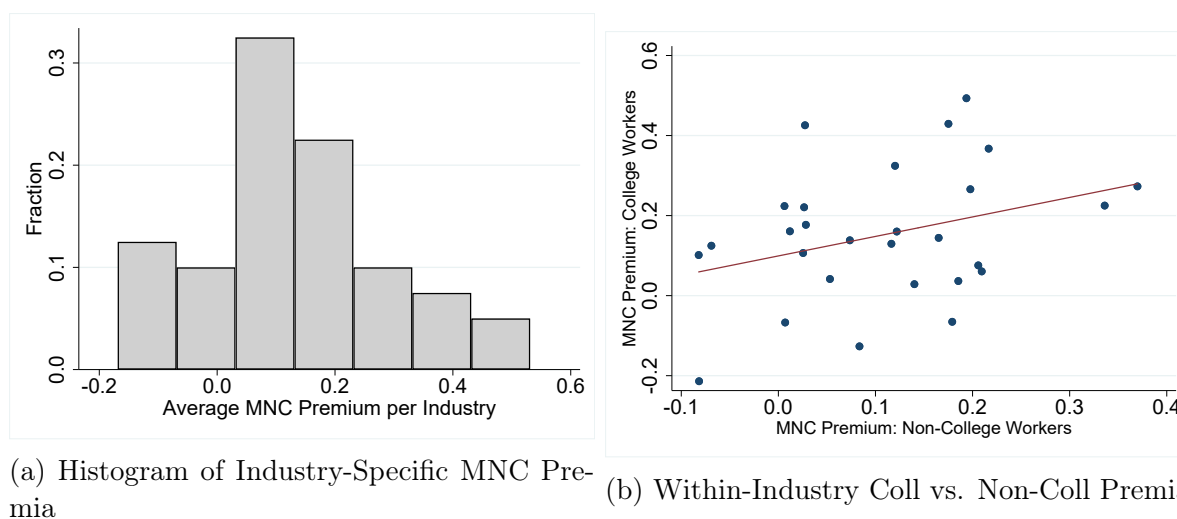 0.3
0.2
0.1
0.0
Fraction
-0.2
0.0
0.2
0.4
0.6
Average MNC Premium per Industry
(a) Histogram of Industry-Specific MNC Pre-
mia
0.6
0.4
0.2
0.0
-0.2
MNC Premium: College Workers
-0.1
0.0
0.1
0.2
0.3
0.4
MNC Premium: Non-College Workers
(b) Within-Industry Coll vs. Non-Coll Premia